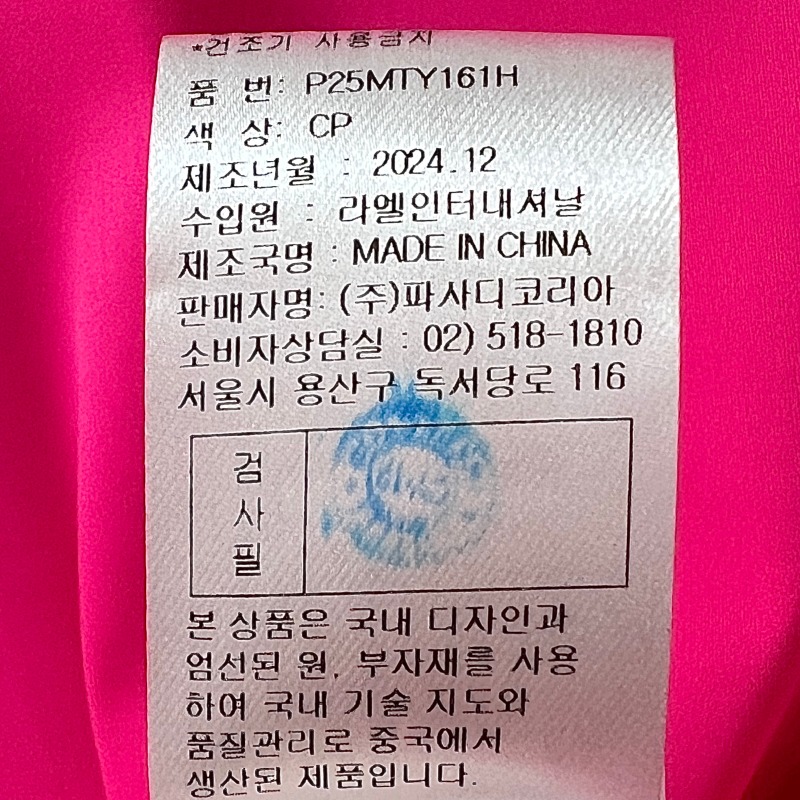 *건조기 사용금지
품 번: P25MTY161H
색 상: CP
제조년월 : 2024.12
수입원 : 라엘인터내셔날
제조국명 : MADE IN CHINA
판매자명: (주)파사디코리아
소비자상담실 : 02) 518-1810
서울시 용산구 독서당로 116
검
사
필
본 상품은 국내 디자인과
엄선된 원, 부자재를 사용
하여 국내 기술 지도와
품질관리로 중국에서
생산된 제품입니다.